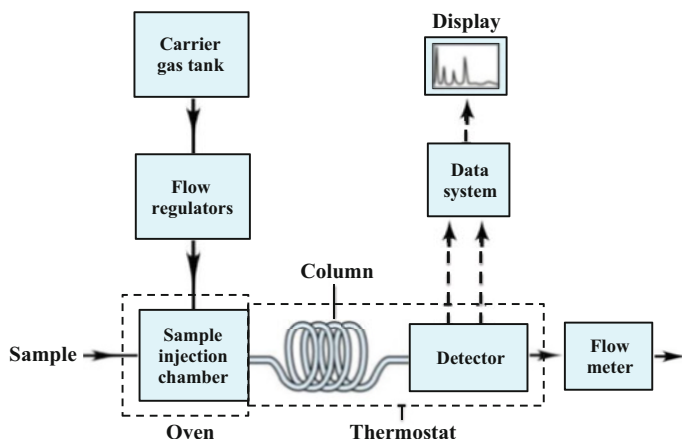 Display
Carrier
gas tank
Data
system
Flow
regulators
Column
Sample
Sample
injection
chamber
Detector
Flow
meter
Oven
Thermostat